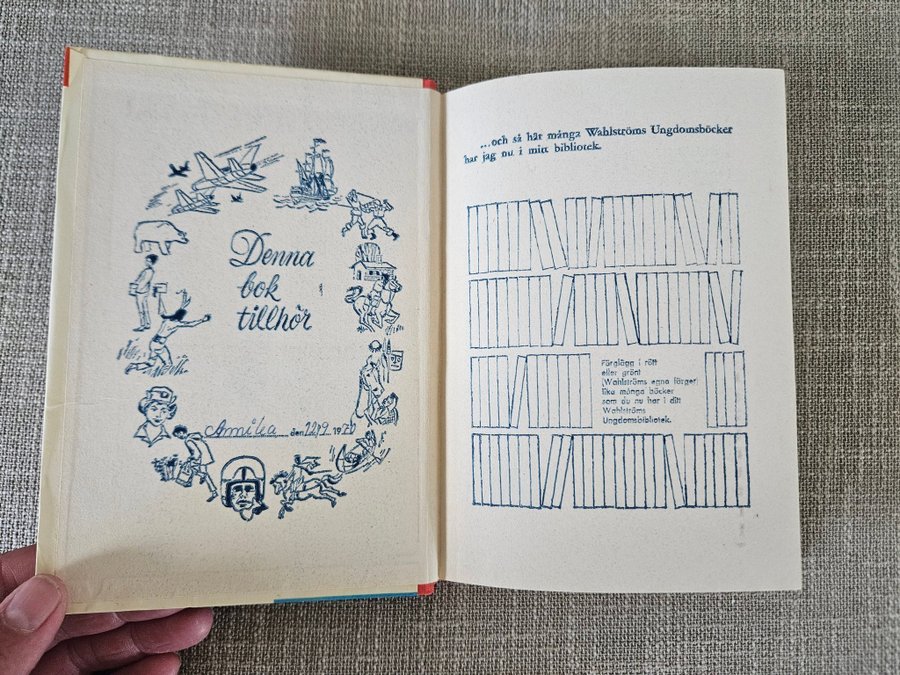 Denna
bok
tillhör
Amilia den 12/9 1970
...och så här många Wahlströms Ungdomsböcker
har jag nu i mitt bibliotek.
Färglägg i rött
eller grönt
(Wahlströms egna färger)
lika många böcker
som du nu har i ditt
Wahlströms
Ungdomsbibliotek.